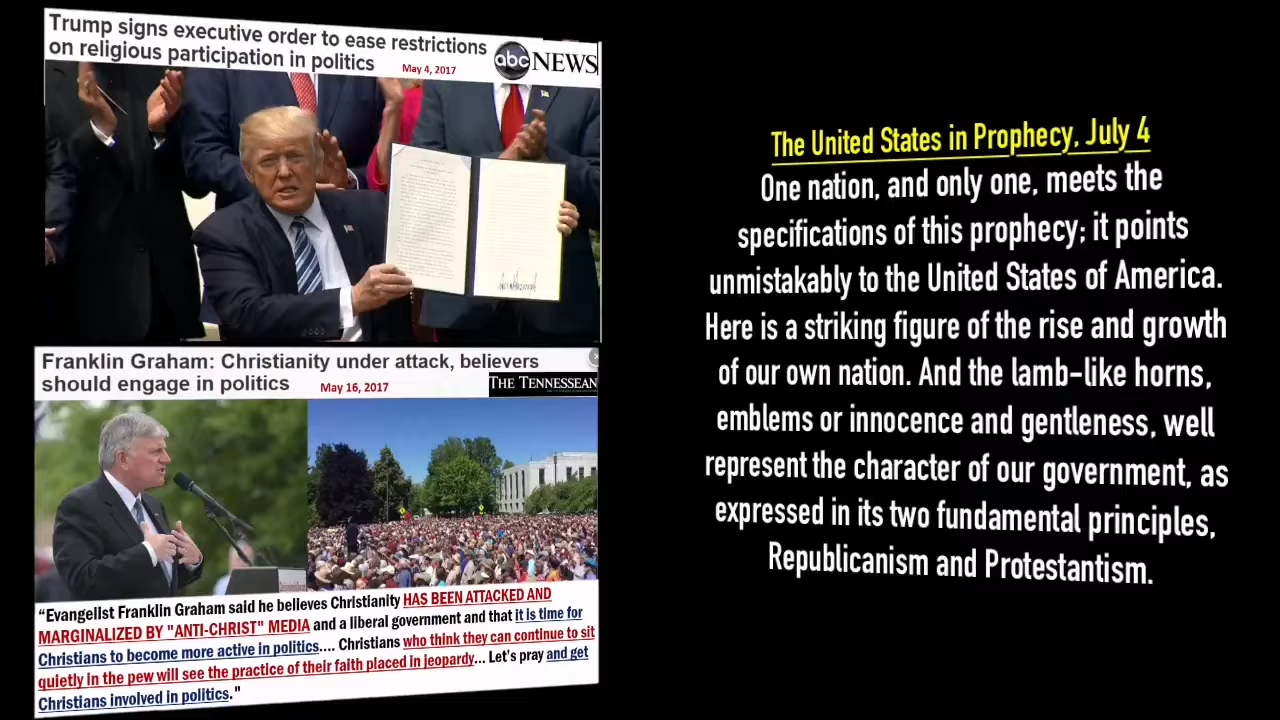 Trump signs executive order to ease restrictions
on religious participation in politics
May 4, 2017
abc NEWS
Franklin Graham: Christianity under attack, believers
should engage in politics
May 16, 2017
THE TENNESSEAN
“Evangelist Franklin Graham said he believes Christianity HAS BEEN ATTACKED AND
MARGINALIZED BY "ANTI-CHRIST" MEDIA and a liberal government and that it is time for
Christians to become more active in politics.... Christians who think they can continue to sit
quietly in the pew will see the practice of their faith placed in jeopardy... Let's pray and get
Christians involved in politics."
The United States in Prophecy, July 4
One nation, and only one, meets the
specifications of this prophecy; it points
unmistakably to the United States of America.
Here is a striking figure of the rise and growth
of our own nation. And the lamb-like horns,
emblems or innocence and gentleness, well
represent the character of our government, as
expressed in its two fundamental principles,
Republicanism and Protestantism.